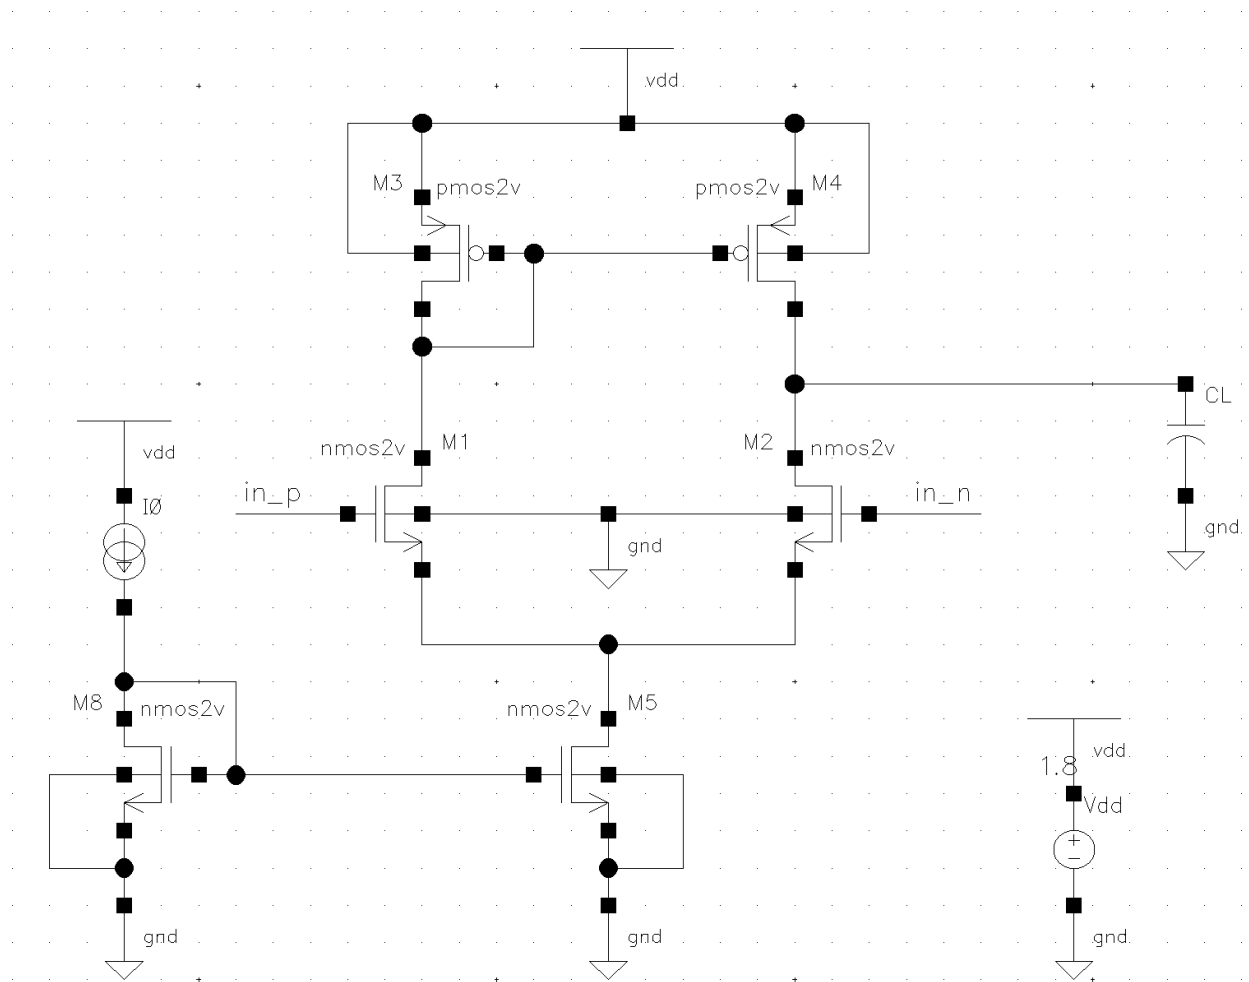 vdd
M3
pmos2v
pmos2v
M4
CL
nmos2v
M1
M2
nmos2v
vdd
in_p
in_n
IØ
gnd
gnd
M8
nmos2v
nmos2v
M5
vdd
1.8
Vdd
gnd
gnd
gnd